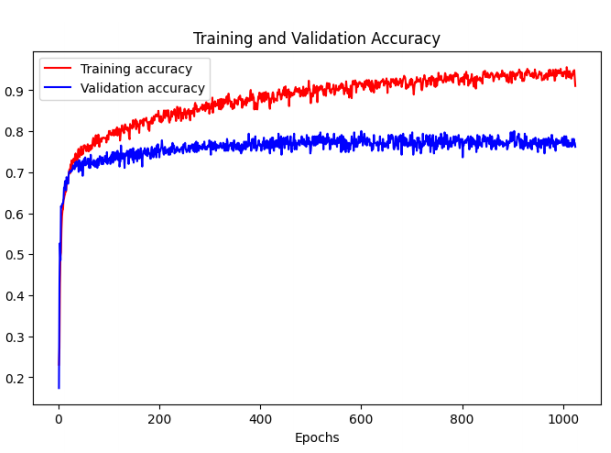 Training and Validation Accuracy
Training accuracy
Validation accuracy
0.9
0.8
0.7
0.6
0.5
0.4
0.3
0.2
0 200 400 600 800 1000
Epochs